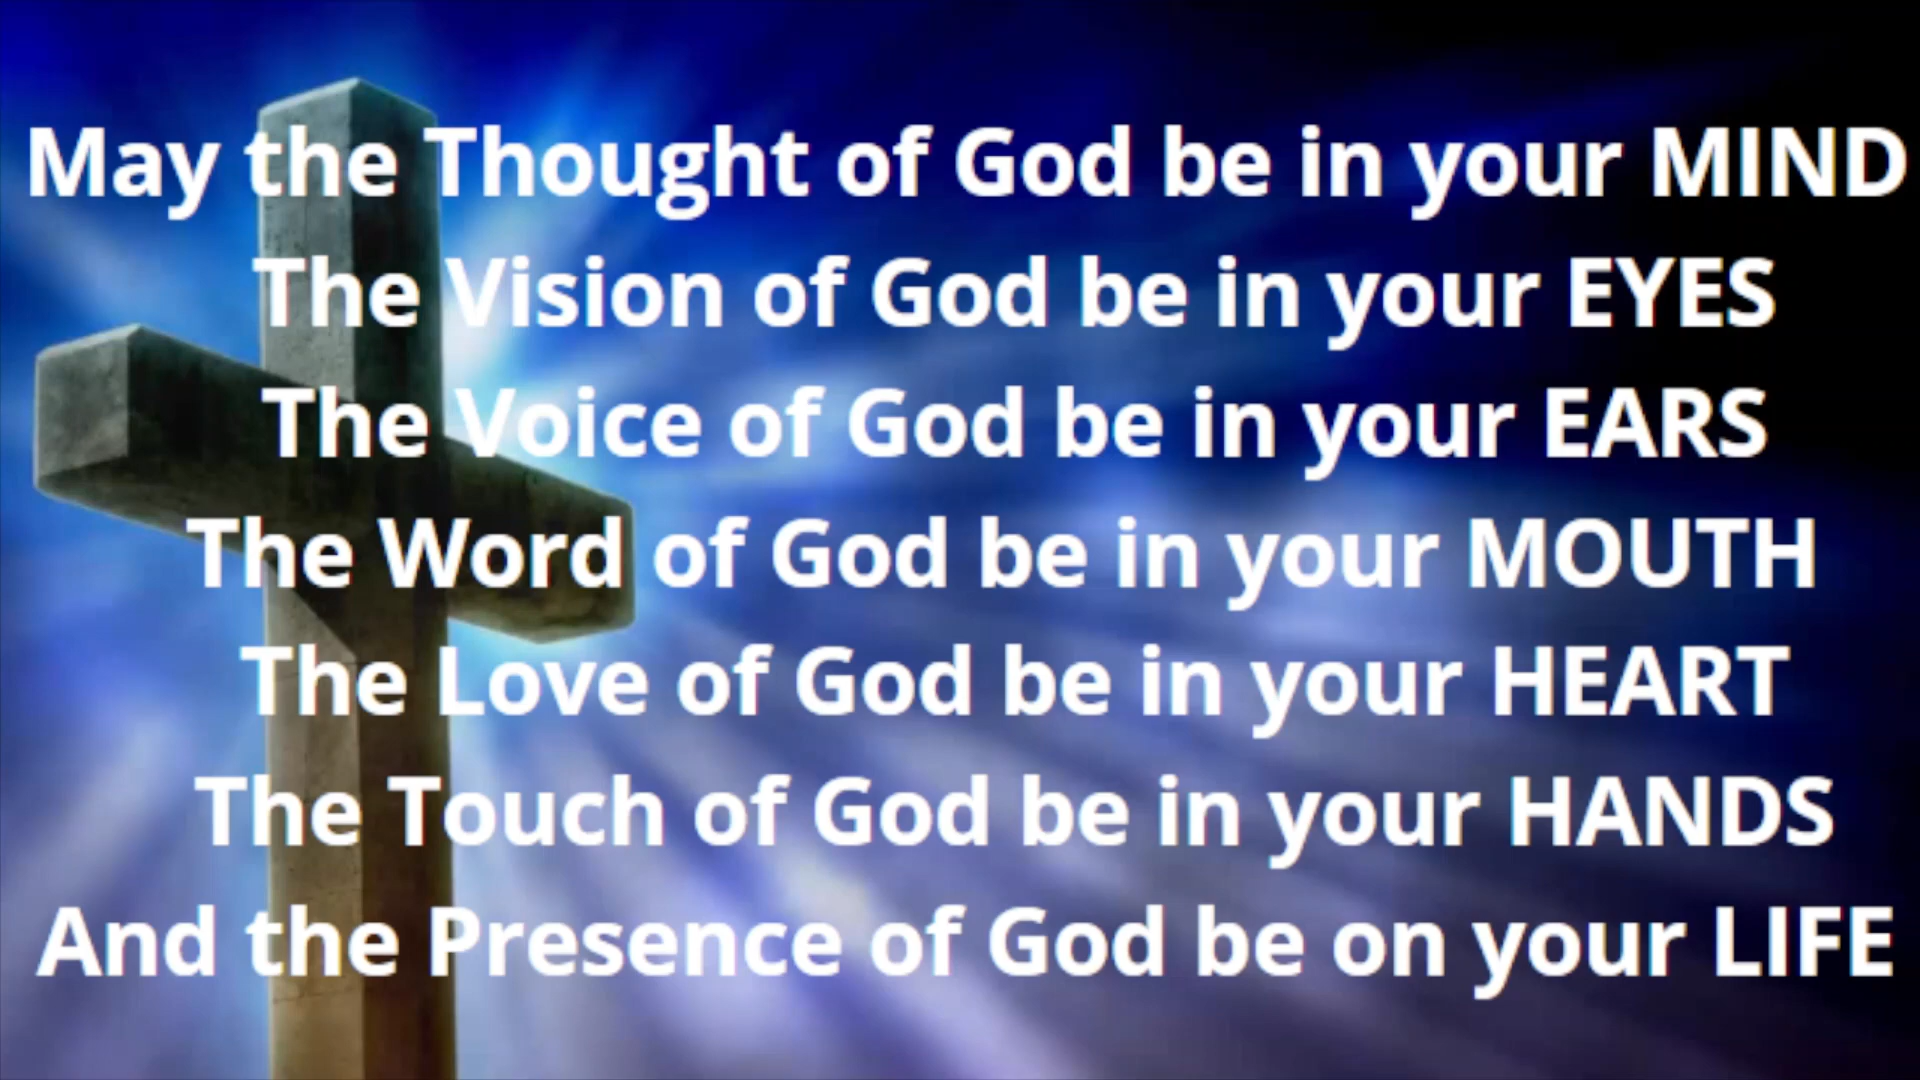 May the Thought of God be in your MIND
The Vision of God be in your EYES
The Voice of God be in your EARS
The Word of God be in your MOUTH
The Love of God be in your HEART
The Touch of God be in your HANDS
And the Presence of God be on your LIFE